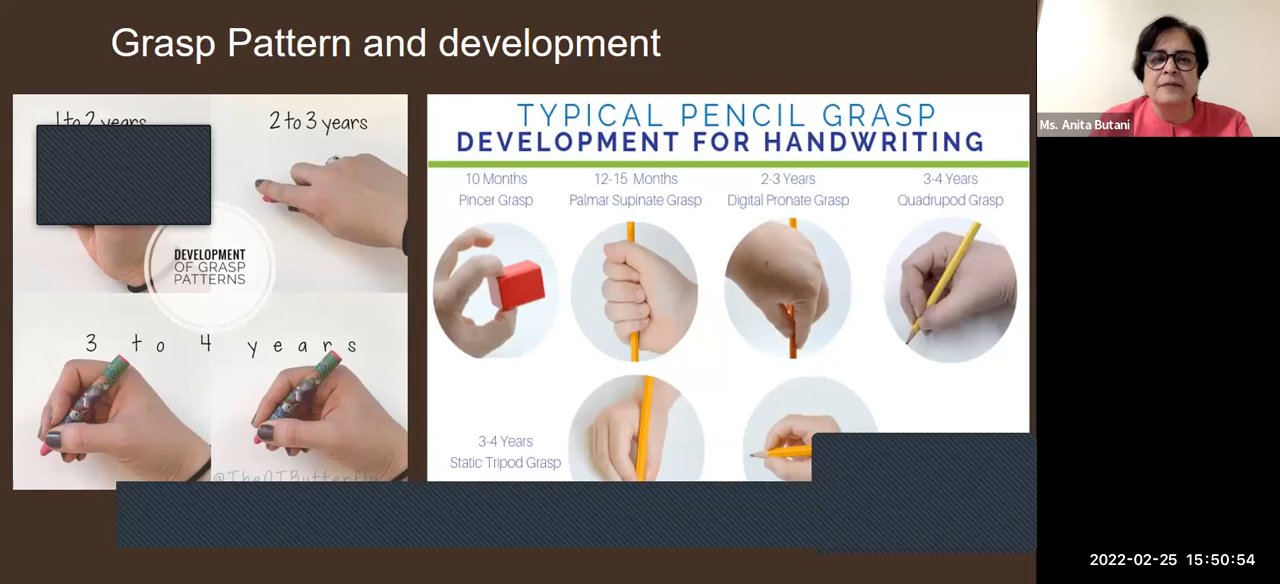 Grasp Pattern and development
1 to 2 years
2 to 3 years
DEVELOPMENT
OF GRASP
PATTERNS
3 to 4 years
TYPICAL PENCIL GRASP
DEVELOPMENT FOR HANDWRITING
10 Months
Pincer Grasp
12-15 Months
Palmar Supinate Grasp
2-3 Years
Digital Pronate Grasp
3-4 Years
Quadrupod Grasp
3-4 Years
Static Tripod Grasp
Ms. Anita Butani
2022-02-25 15:50:54